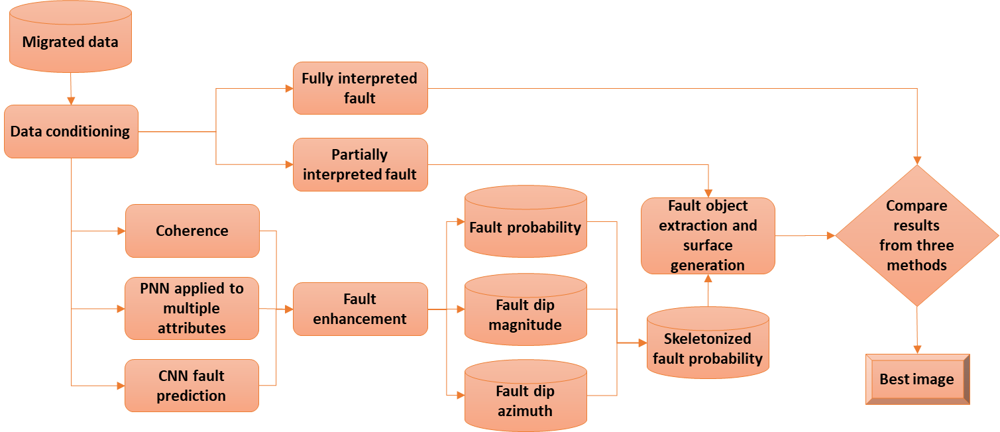 Migrated data
Data conditioning
Fully interpreted
fault
Partially
interpreted fault
Coherence
PNN applied to
multiple
attributes
CNN fault
prediction
Fault
enhancement
Fault probability
Fault dip
magnitude
Fault dip
azimuth
Skeletonized
fault probability
Fault object
extraction and
surface
generation
Compare
results
from three
methods
Best image